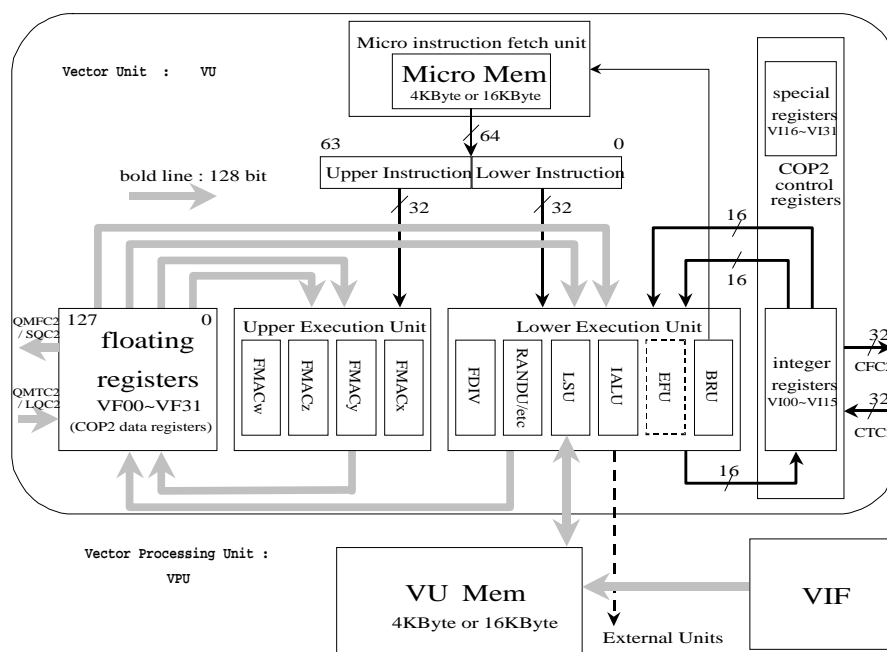 Micro instruction fetch unit
Vector Unit : VU
Micro Mem
4KByte or 16KByte
special
registers
VI16~VI31
COP2
control
registers
64
63
0
Upper Instruction
Lower Instruction
bold line : 128 bit
32
32
16
16
QMFC2
/ SQC2
127
0
floating
registers
VF00~VF31
(COP2 data registers)
QMTC2
/ LQC2
Upper Execution Unit
FMACw
FMACz
FMACy
FMACx
Lower Execution Unit
FDIV
RANDU/etc
LSU
IALU
EFU
BRU
integer
registers
VI00~VI15
32
CFC2
32
CTC
16
Vector Processing Unit :
VPU
VU Mem
4KByte or 16KByte
External Units
VIF